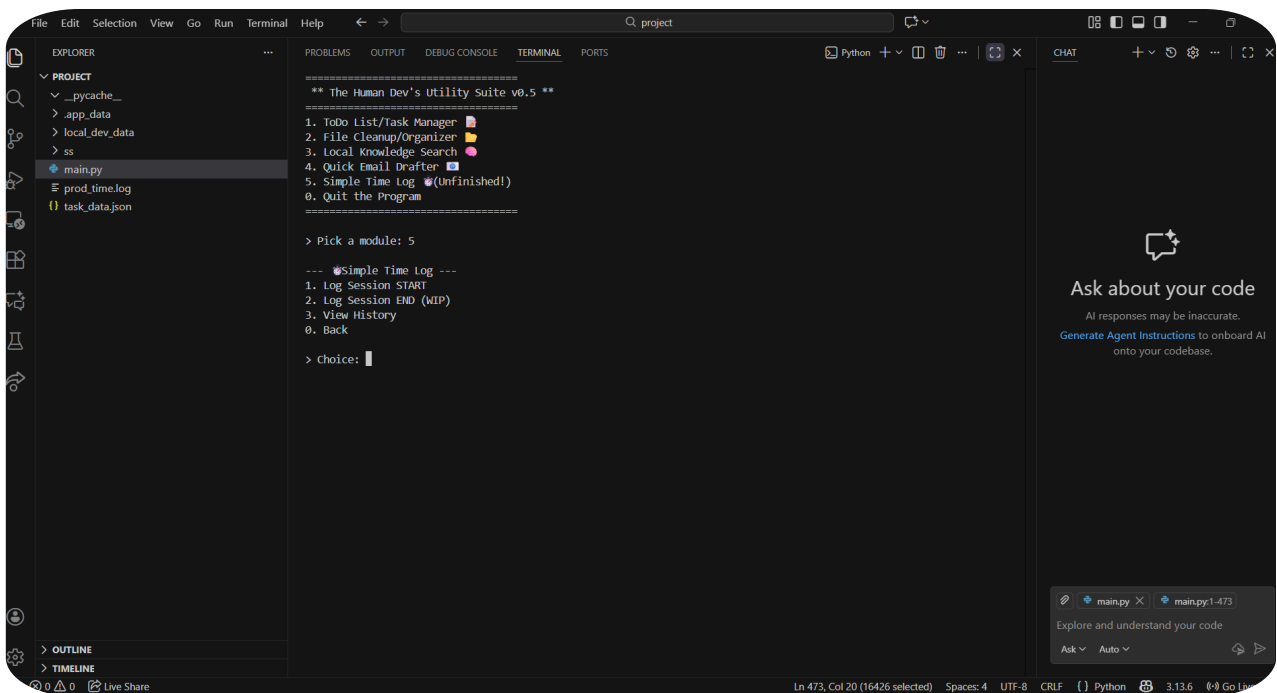 File Edit Selection View Go Run Terminal Help
project
EXPLORER
PROJECT
__pycache__
.app_data
local_dev_data
ss
main.py
prod_time.log
task_data.json
OUTLINE
TIMELINE
PROBLEMS OUTPUT DEBUG CONSOLE TERMINAL PORTS
Python
===================================
** The Human Dev's Utility Suite v0.5 **
===================================
1. ToDo List/Task Manager 📝
2. File Cleanup/Organizer 📂
3. Local Knowledge Search 🧠
4. Quick Email Drafter 📧
5. Simple Time Log ⏱(Unfinished!)
0. Quit the Program
===================================
> Pick a module: 5
--- ⏱Simple Time Log ---
1. Log Session START
2. Log Session END (WIP)
3. View History
0. Back
> Choice:
CHAT
Ask about your code
AI responses may be inaccurate.
Generate Agent Instructions to onboard AI
onto your codebase.
main.py main.py:1-473
Explore and understand your code
Ask Auto
0 0 Live Share
Ln 473, Col 20 (16426 selected) Spaces: 4 UTF-8 CRLF {} Python 3.13.6 Go Live